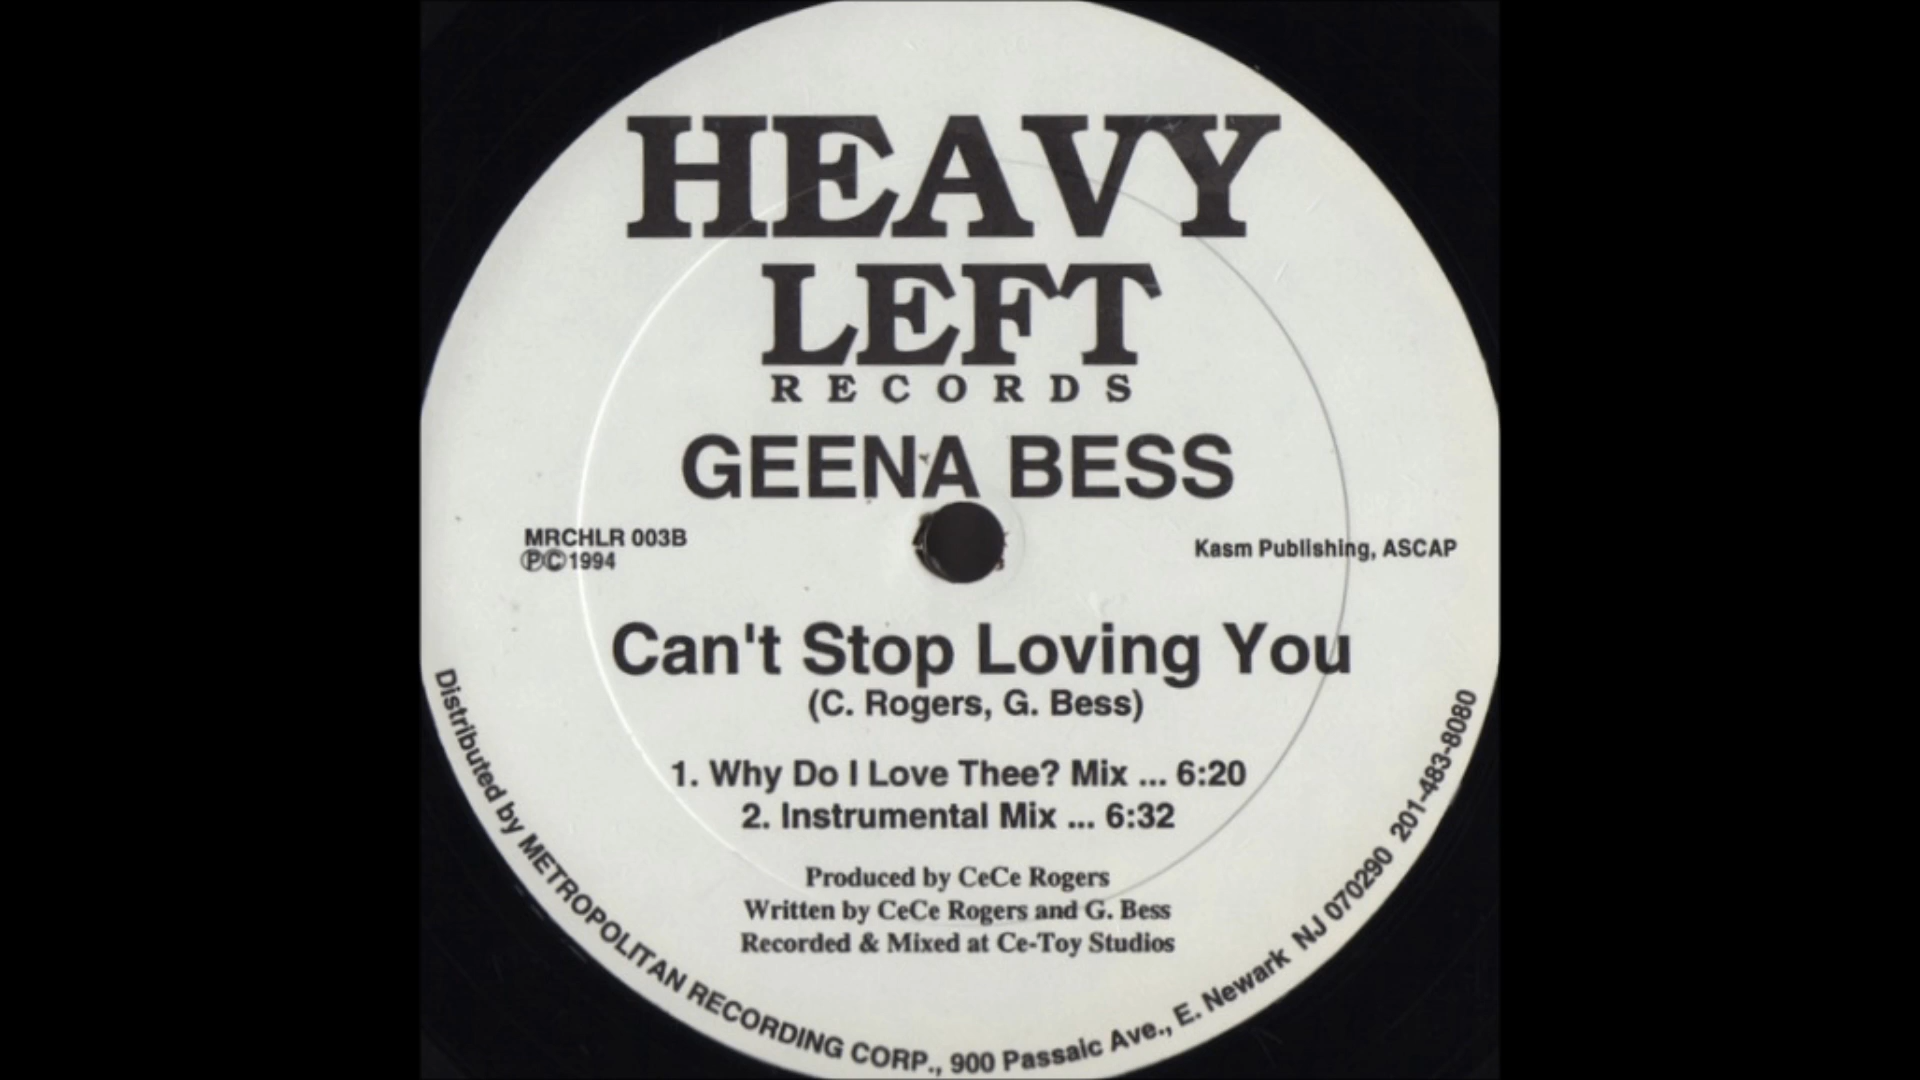 HEAVY
LEFT
RECORDS
GEENA BESS
MRCHLR 003B
ⓅⒸ1994
Kasm Publishing, ASCAP
Can't Stop Loving You
(C. Rogers, G. Bess)
1. Why Do I Love Thee? Mix ... 6:20
2. Instrumental Mix ... 6:32
Produced by CeCe Rogers
Written by CeCe Rogers and G. Bess
Recorded & Mixed at Ce-Toy Studios
Distributed by METROPOLITAN RECORDING CORP., 900 Passaic Ave., E. Newark NJ 070290 201-483-8080